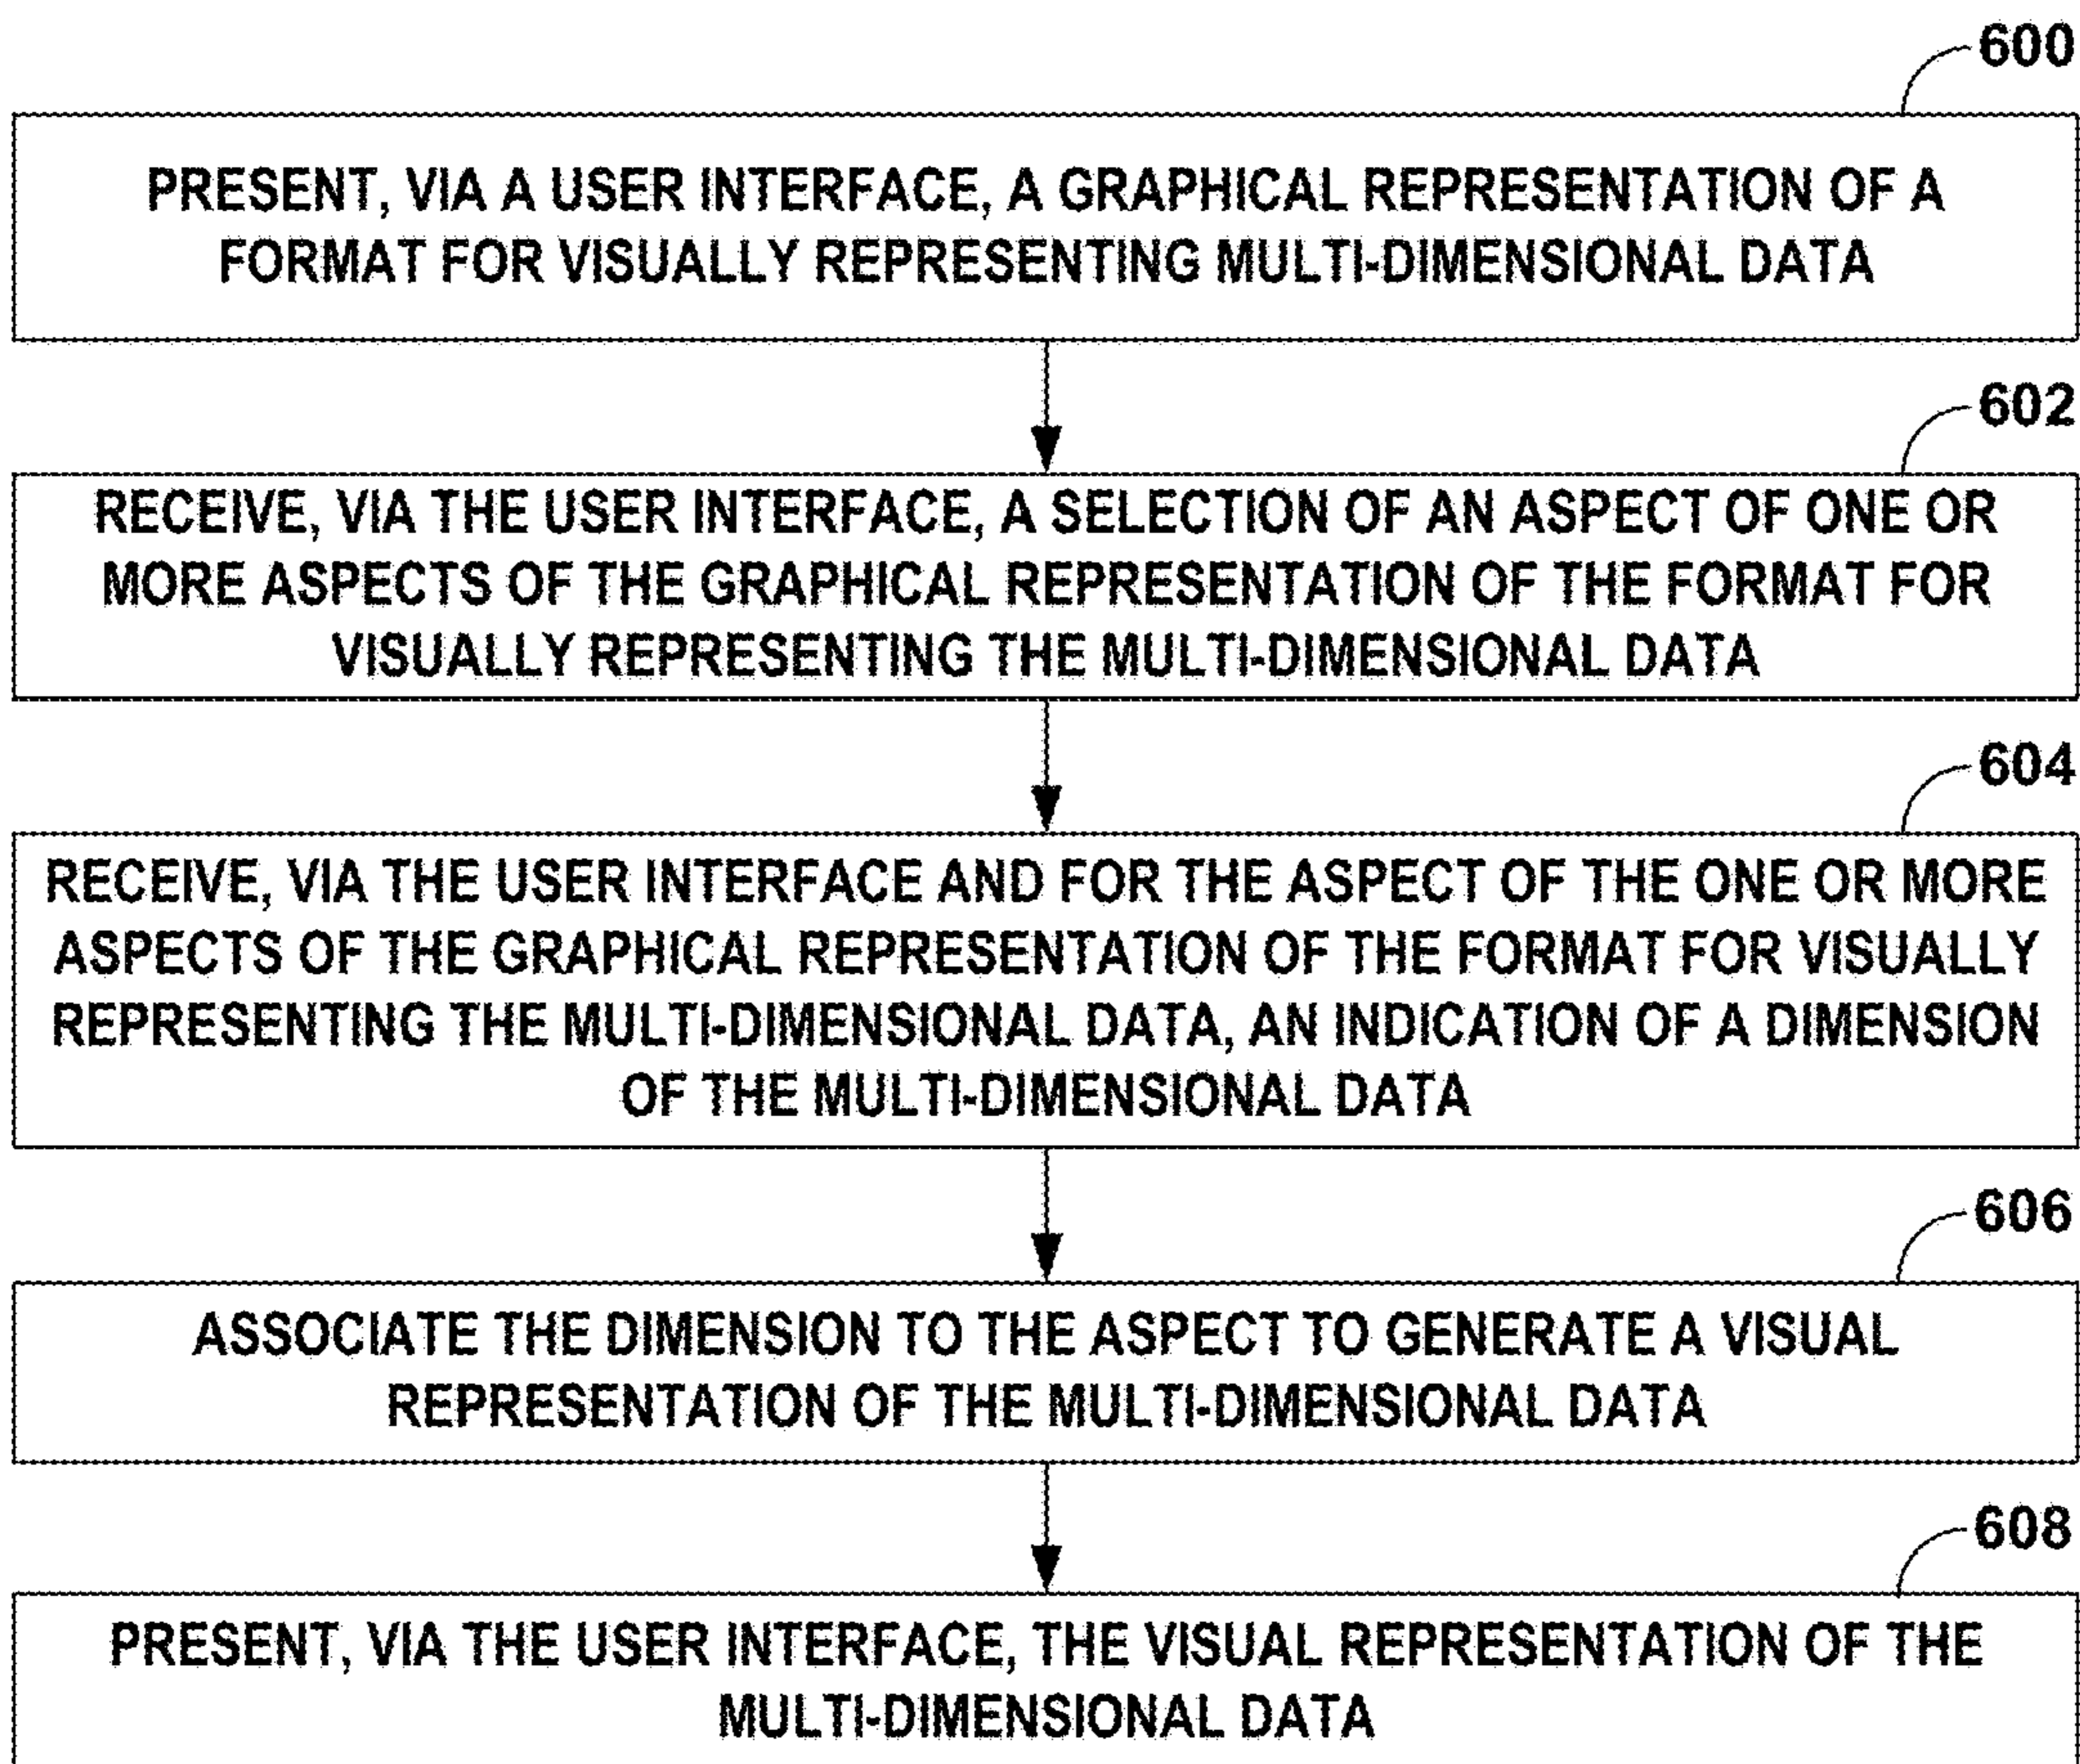 600
PRESENT, VIA A USER INTERFACE, A GRAPHICAL REPRESENTATION OF A
FORMAT FOR VISUALLY REPRESENTING MULTI-DIMENSIONAL DATA
602
RECEIVE, VIA THE USER INTERFACE, A SELECTION OF AN ASPECT OF ONE OR
MORE ASPECTS OF THE GRAPHICAL REPRESENTATION OF THE FORMAT FOR
VISUALLY REPRESENTING THE MULTI-DIMENSIONAL DATA
604
RECEIVE, VIA THE USER INTERFACE AND FOR THE ASPECT OF THE ONE OR MORE
ASPECTS OF THE GRAPHICAL REPRESENTATION OF THE FORMAT FOR VISUALLY
REPRESENTING THE MULTI-DIMENSIONAL DATA, AN INDICATION OF A DIMENSION
OF THE MULTI-DIMENSIONAL DATA
606
ASSOCIATE THE DIMENSION TO THE ASPECT TO GENERATE A VISUAL
REPRESENTATION OF THE MULTI-DIMENSIONAL DATA
608
PRESENT, VIA THE USER INTERFACE, THE VISUAL REPRESENTATION OF THE
MULTI-DIMENSIONAL DATA